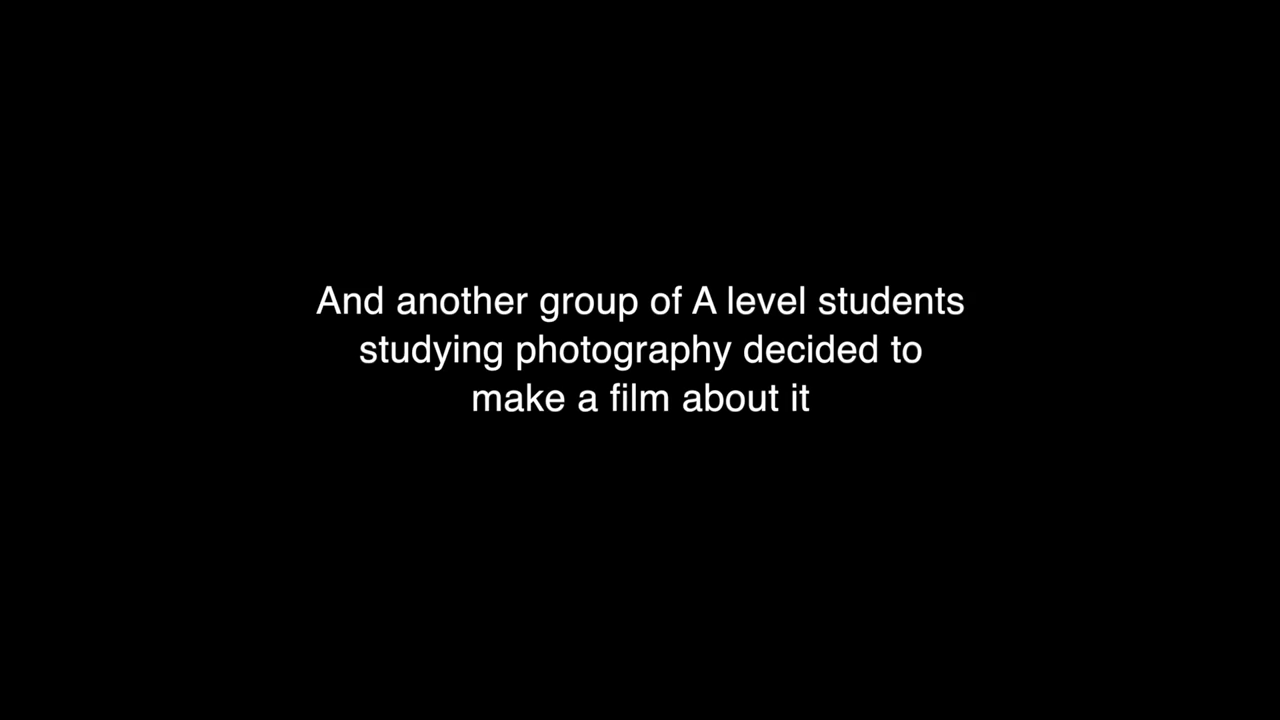 And another group of A level students
studying photography decided to
make a film about it